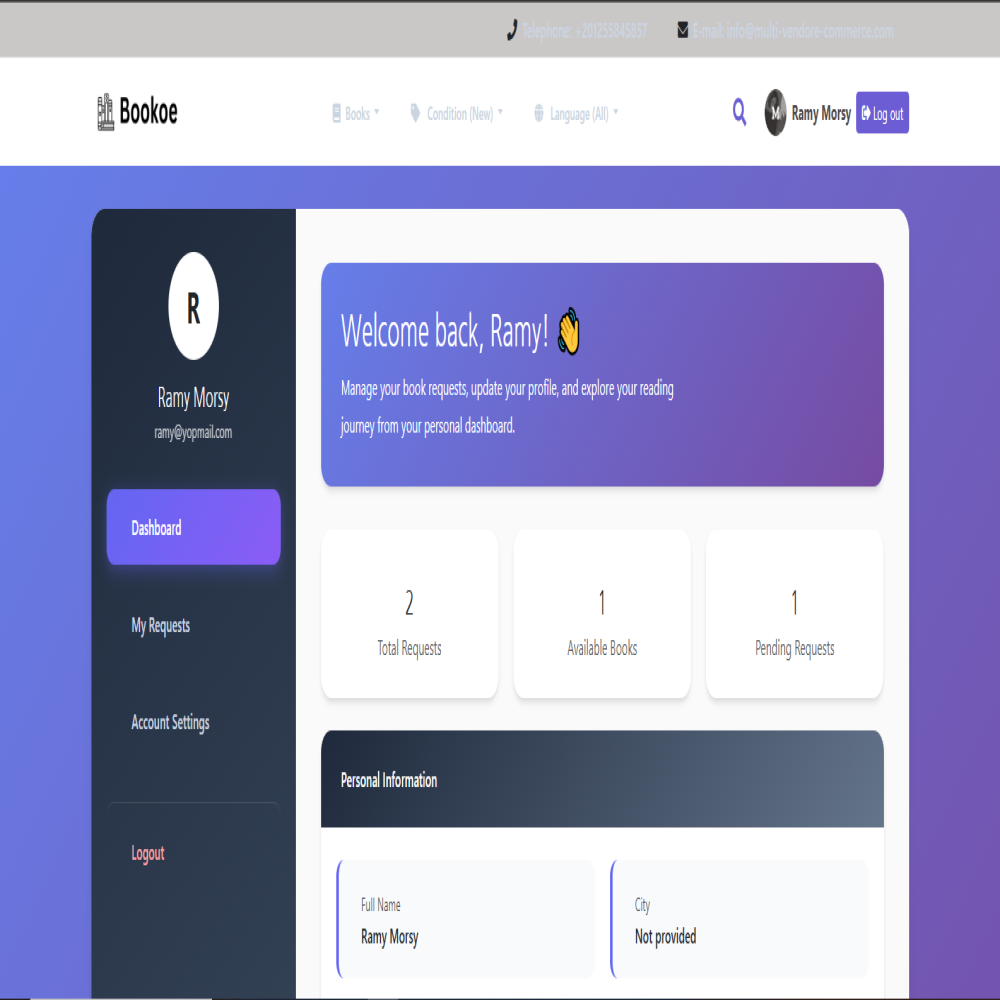 Telephone: +201255845857
E-mail: info@multi-vendore-commerce.com
Bookoe
Books
Condition (New)
Language (All)
M
Ramy Morsy
Log out
R
Ramy Morsy
ramy@yopmail.com
Dashboard
My Requests
Account Settings
Logout
Welcome back, Ramy! 👋
Manage your book requests, update your profile, and explore your reading
journey from your personal dashboard.
2
Total Requests
1
Available Books
1
Pending Requests
Personal Information
Full Name
Ramy Morsy
City
Not provided